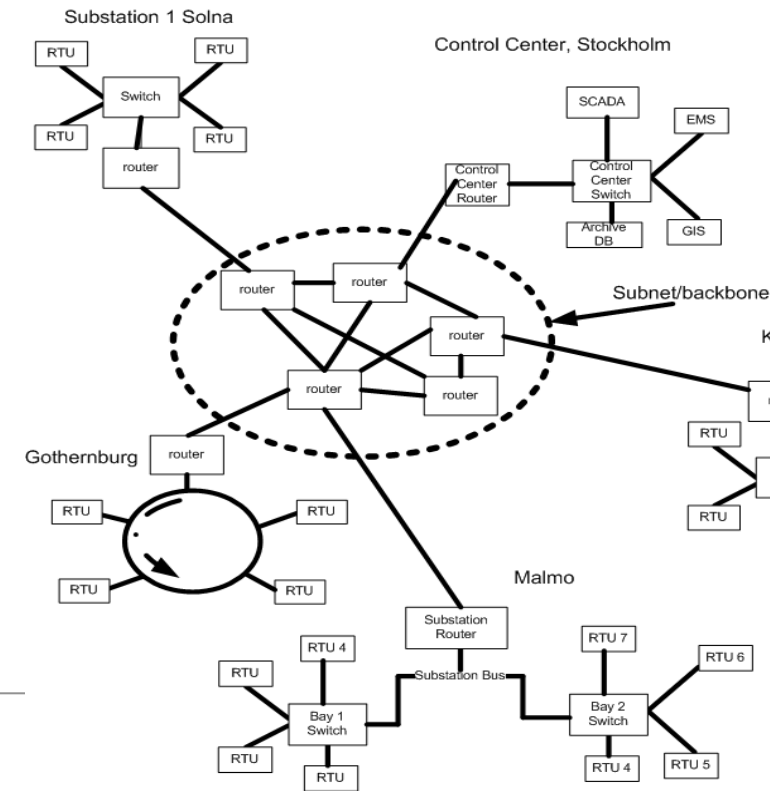 Substation 1 Solna
RTU
RTU
Switch
RTU
RTU
router
Control Center, Stockholm
SCADA
EMS
Control
Center
Router
Control
Center
Switch
Archive
DB
GIS
router
router
Subnet/backbone
router
K
router
router
RTU
RTU
Gothernburg
router
RTU
RTU
RTU
RTU
Malmo
Substation
Router
Substation Bus
RTU 4
RTU
Bay 1
Switch
RTU
RTU
RTU 7
RTU 6
Bay 2
Switch
RTU 4
RTU 5